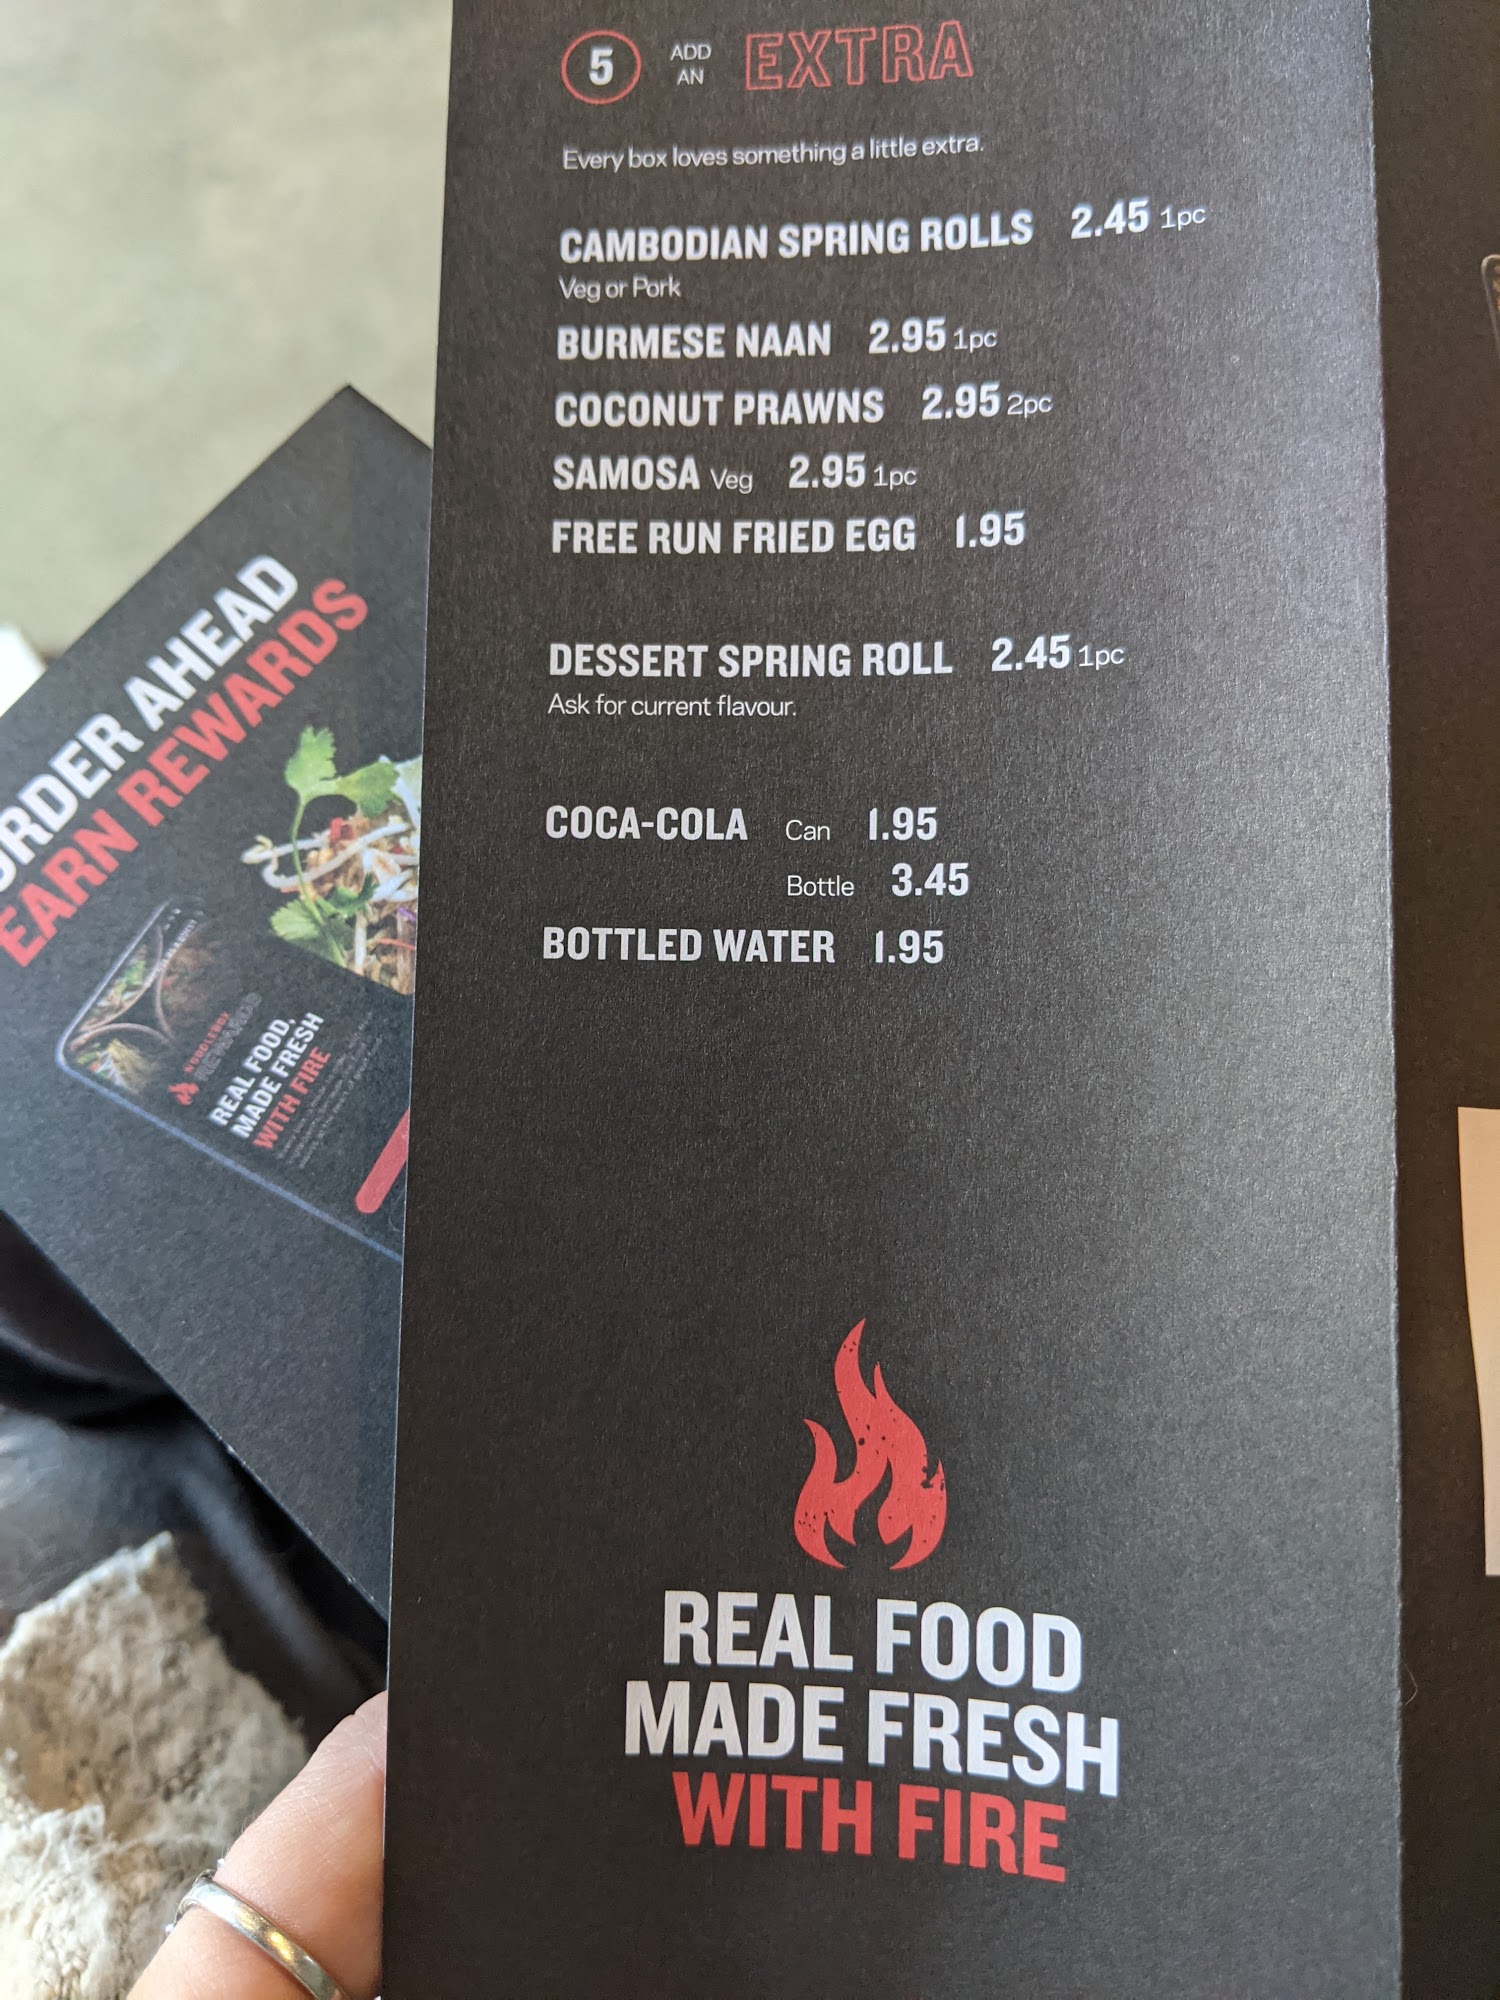 5 ADD AN EXTRA
Every box loves something a little extra.
CAMBODIAN SPRING ROLLS 2.45 1pc
Veg or Pork
BURMESE NAAN 2.95 1pc
COCONUT PRAWNS 2.95 2pc
SAMOSA Veg 2.95 1pc
FREE RUN FRIED EGG 1.95
DESSERT SPRING ROLL 2.45 1pc
Ask for current flavour.
COCA-COLA Can 1.95
Bottle 3.45
BOTTLED WATER 1.95
REAL FOOD
MADE FRESH
WITH FIRE
ORDER AHEAD
EARN REWARDS
NOODLEBOX
REWARDS
REAL FOOD,
MADE FRESH
WITH FIRE